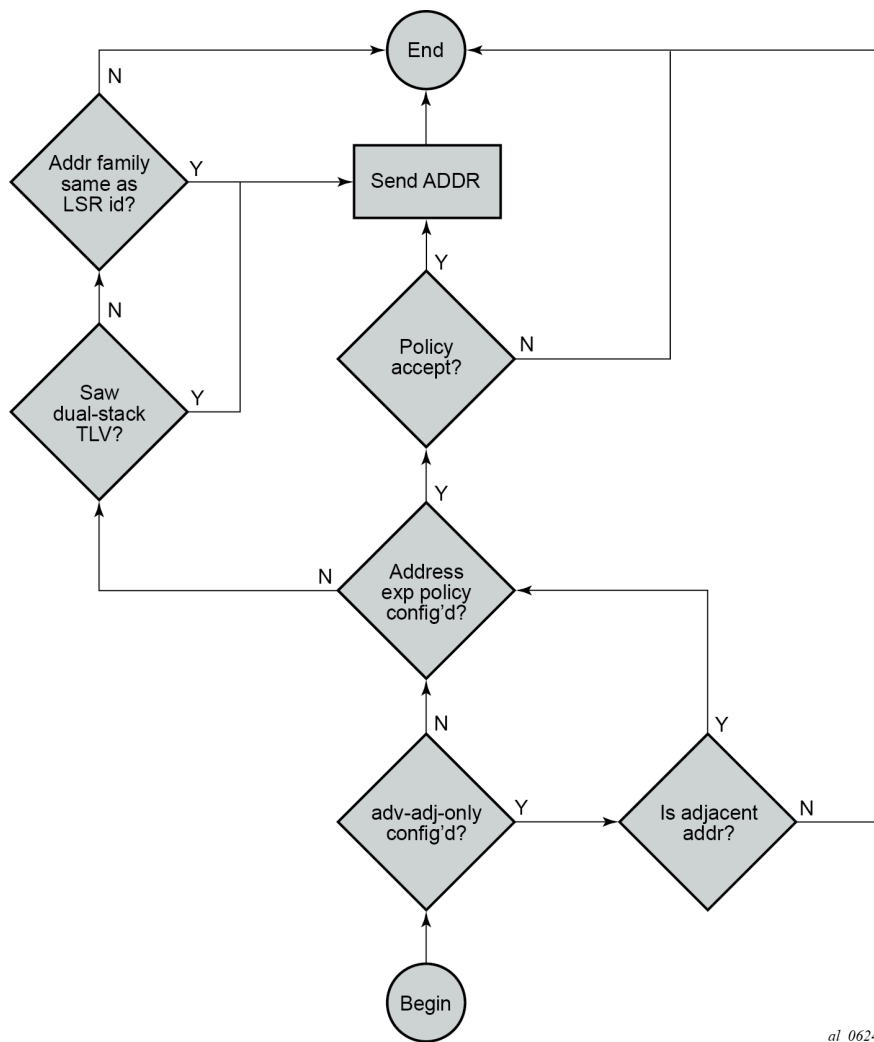 End
N
Addr family
same as
LSR id?
Y
Send ADDR
Y
N
Policy
accept?
N
Saw
dual-stack
TLV?
Y
Y
N
Address
exp policy
config’d?
N
Y
adv-adj-only
config’d?
Y
Is adjacent
addr?
N
Begin
al_0624